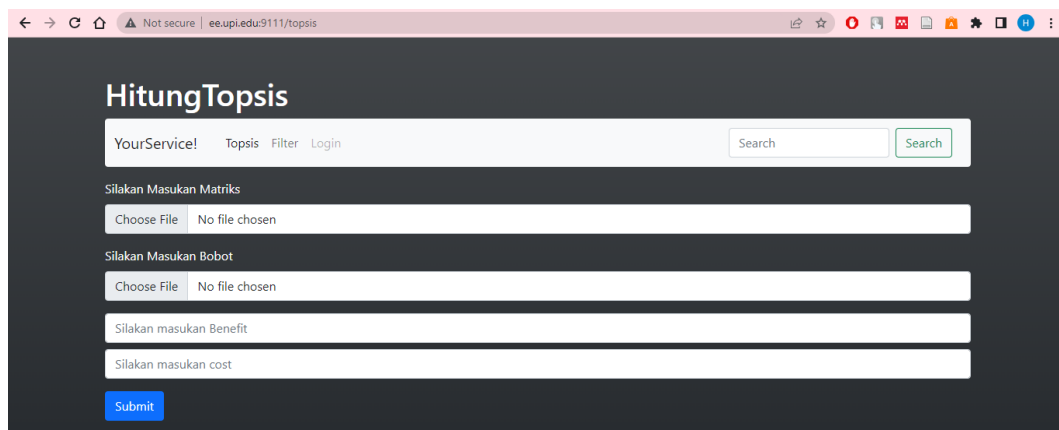 Not secure ee.upi.edu:9111/topsis
H
HitungTopsis
YourService! Topsis Filter Login Search Search
Silakan Masukan Matriks
Choose File No file chosen
Silakan Masukan Bobot
Choose File No file chosen
Silakan masukan Benefit
Silakan masukan cost
Submit